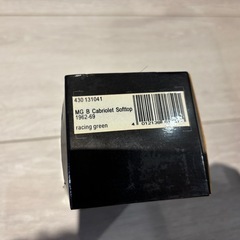 430 131041
MG B Cabriolet Softtop
1962-69
racing green